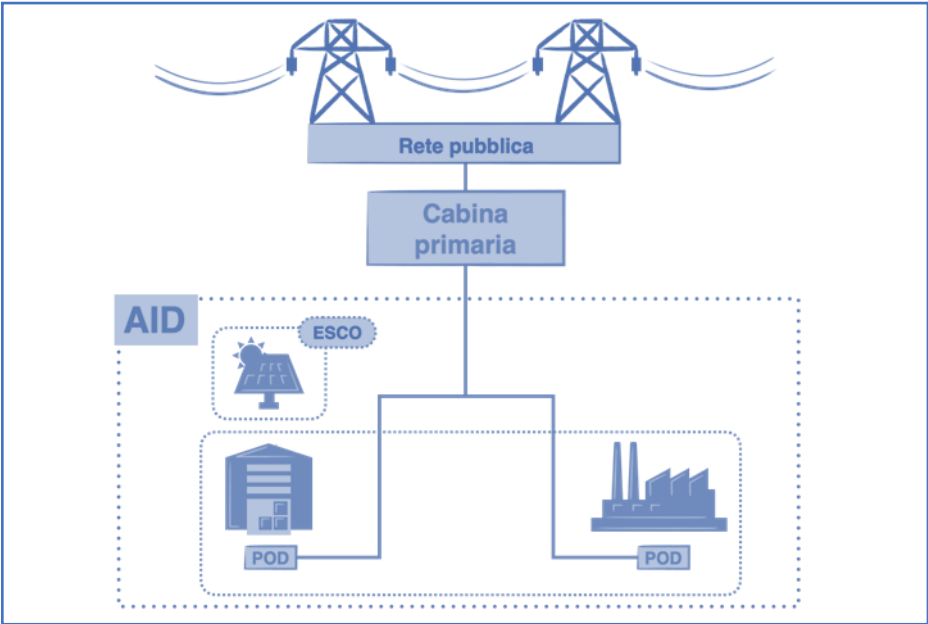 Rete pubblica
Cabina
primaria
AID
ESCO
POD
POD